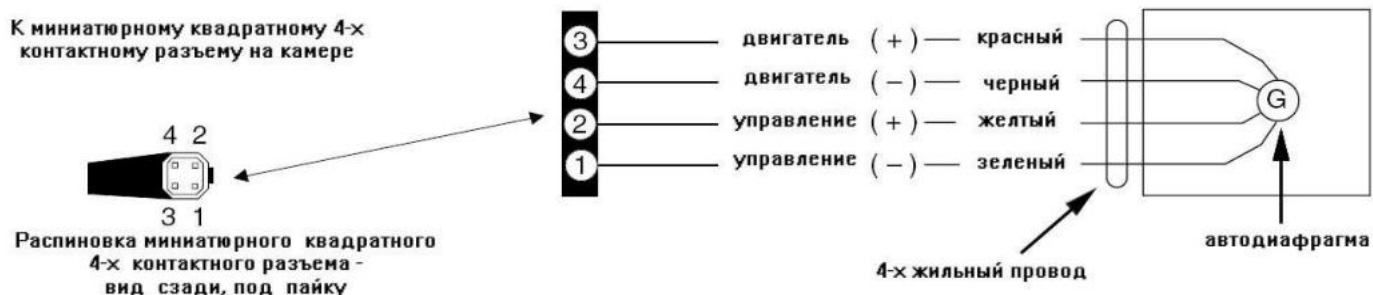 К миниатюрному квадратному 4-х
контактному разъему на камере
4 2
3 1
Распиновка миниатюрного квадратного
4-х контактного разъема -
вид сзади, под пайку
3 двигатель (+) красный
4 двигатель (-) черный
2 управление (+) желтый
1 управление (-) зеленый
G
автодиафрагма
4-х жильный провод